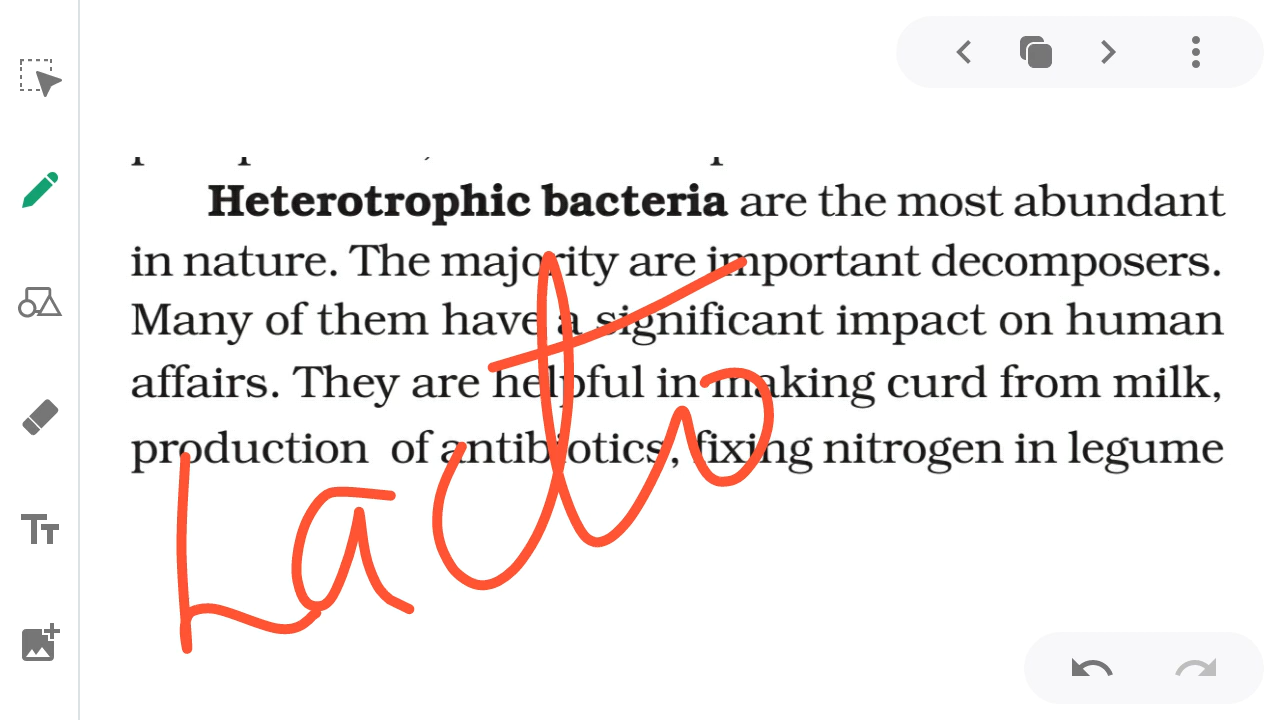 Heterotrophic bacteria are the most abundant
in nature. The majority are important decomposers.
Many of them have a significant impact on human
affairs. They are helpful in making curd from milk,
production of antibiotics, fixing nitrogen in legume
Lacto